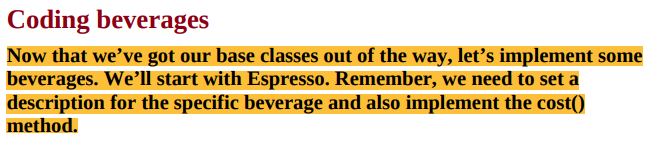 Coding beverages
Now that we’ve got our base classes out of the way, let’s implement some
beverages. We’ll start with Espresso. Remember, we need to set a
description for the specific beverage and also implement the cost()
method.